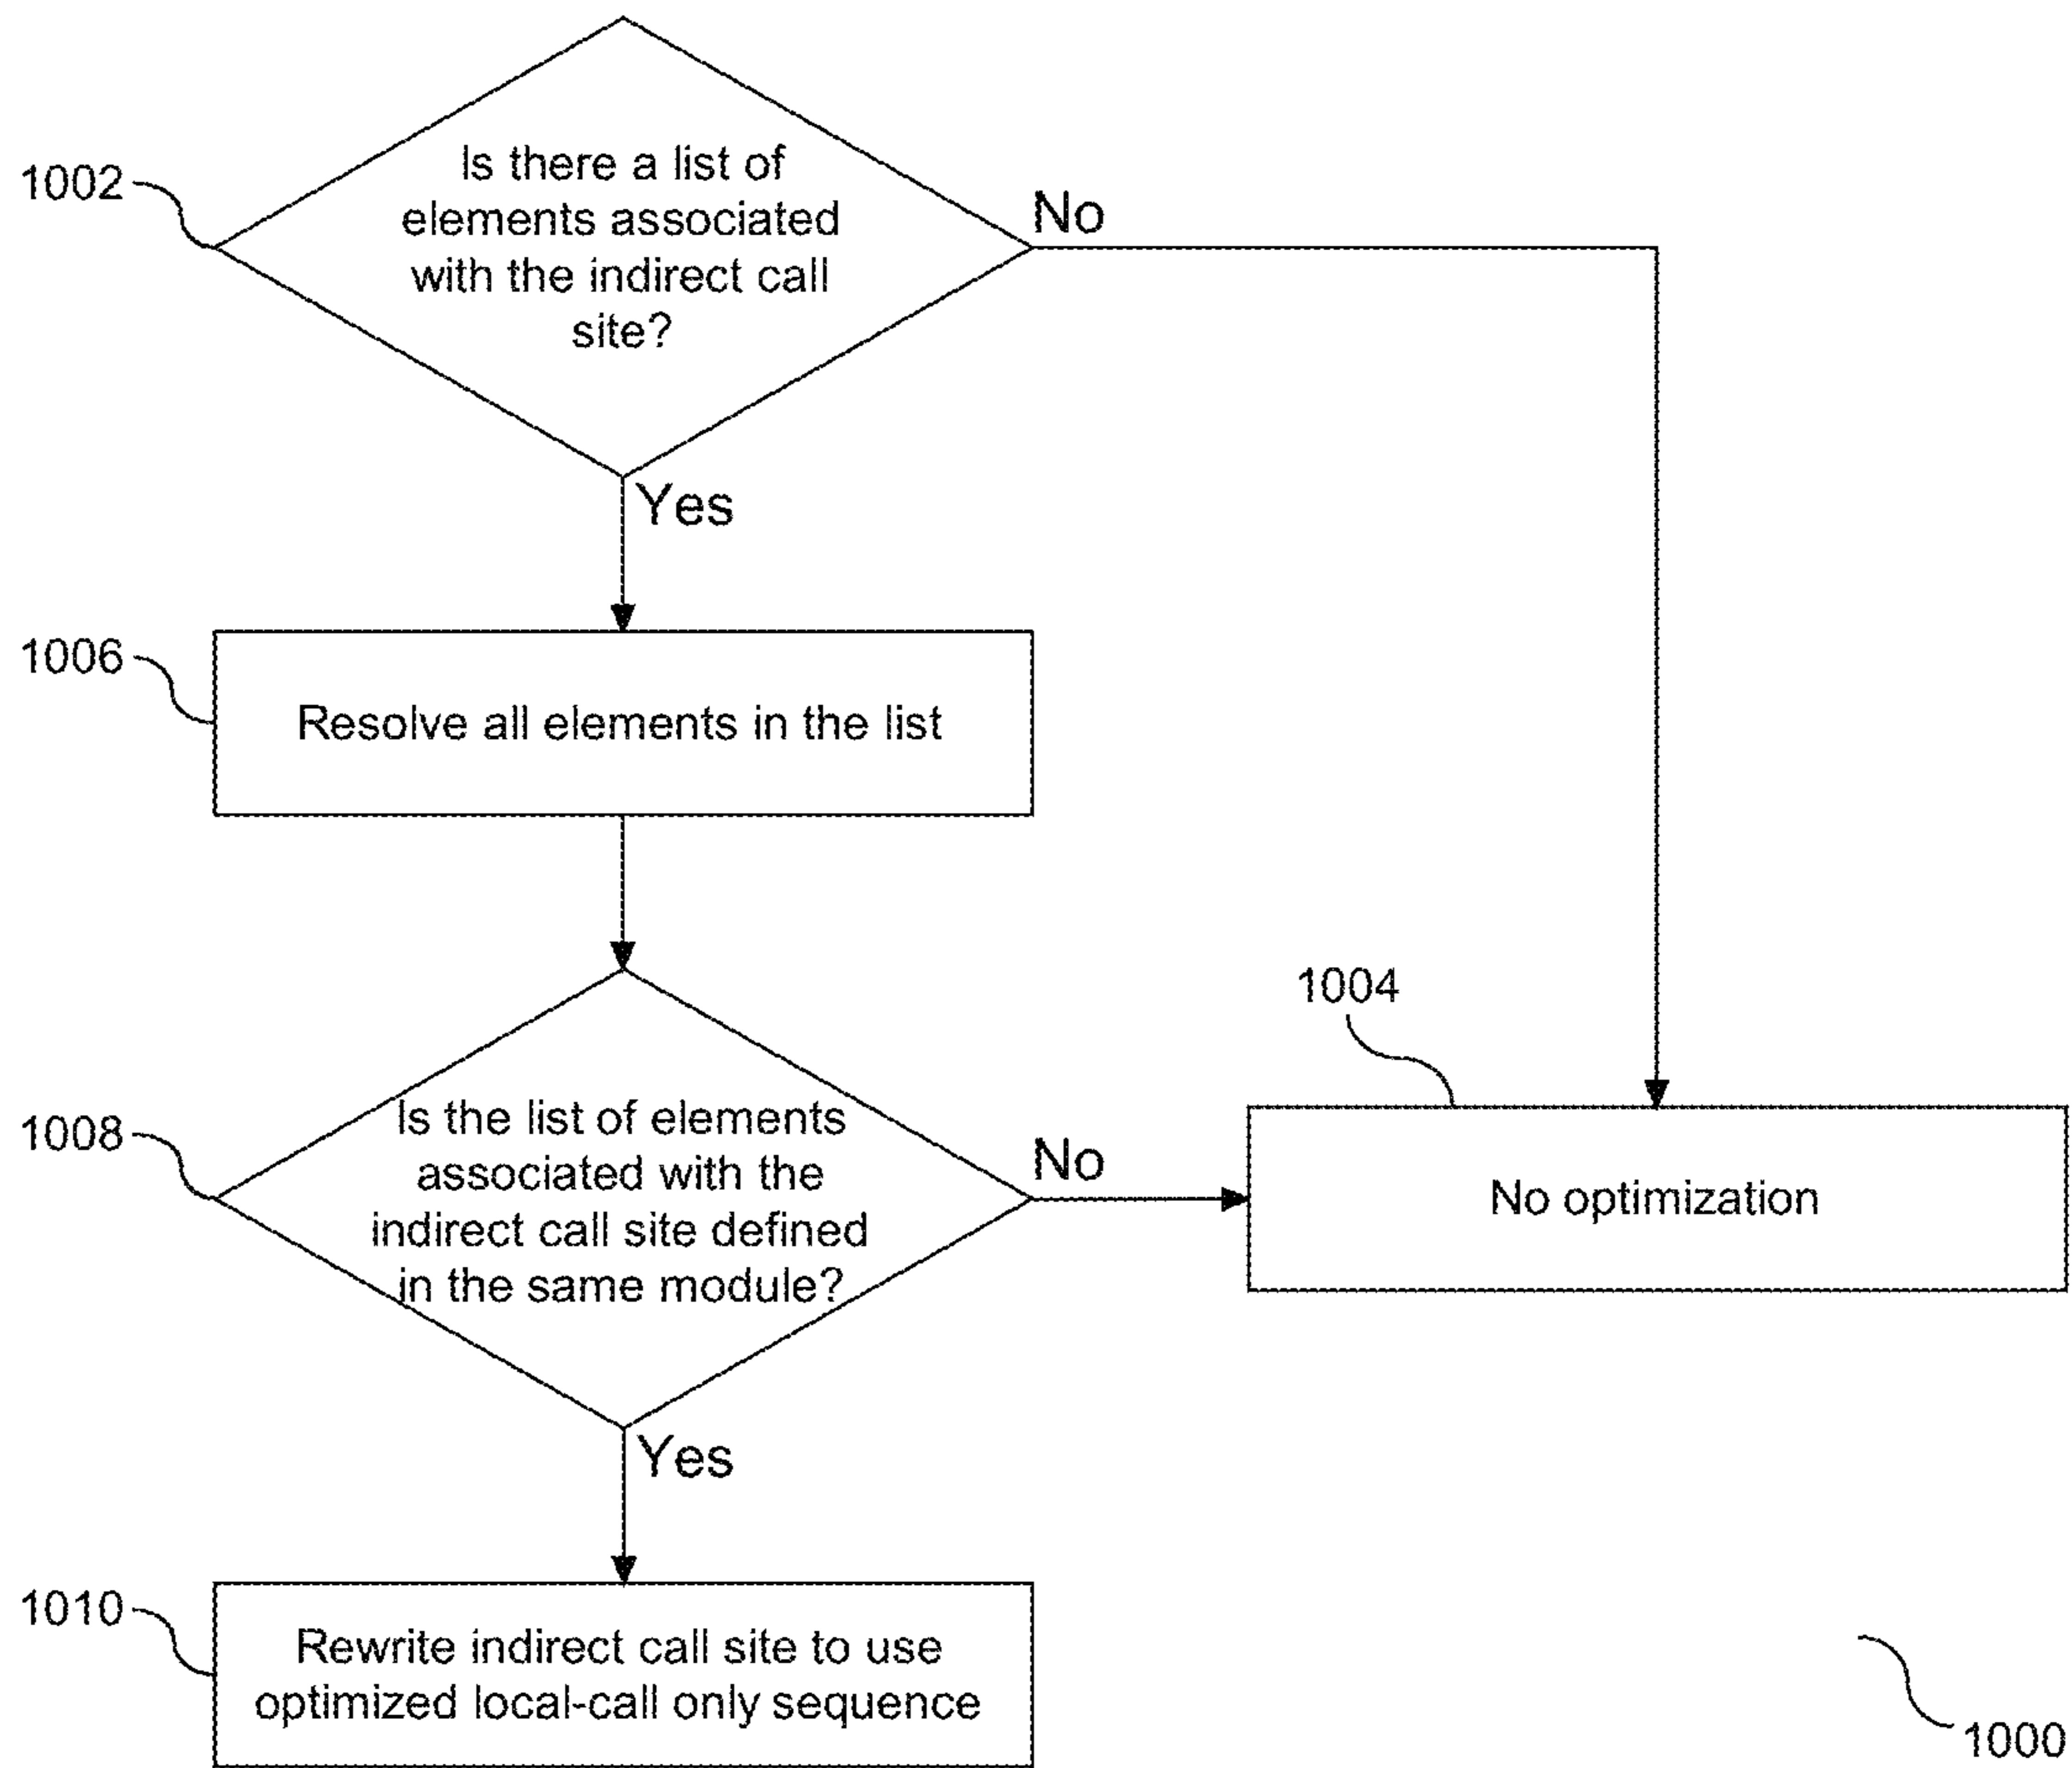 1002
Is there a list of
elements associated
with the indirect call
site?
No
Yes
1006
Resolve all elements in the list
1004
1008
Is the list of elements
associated with the
indirect call site defined
in the same module?
No
No optimization
Yes
1010
Rewrite indirect call site to use
optimized local-call only sequence
1000